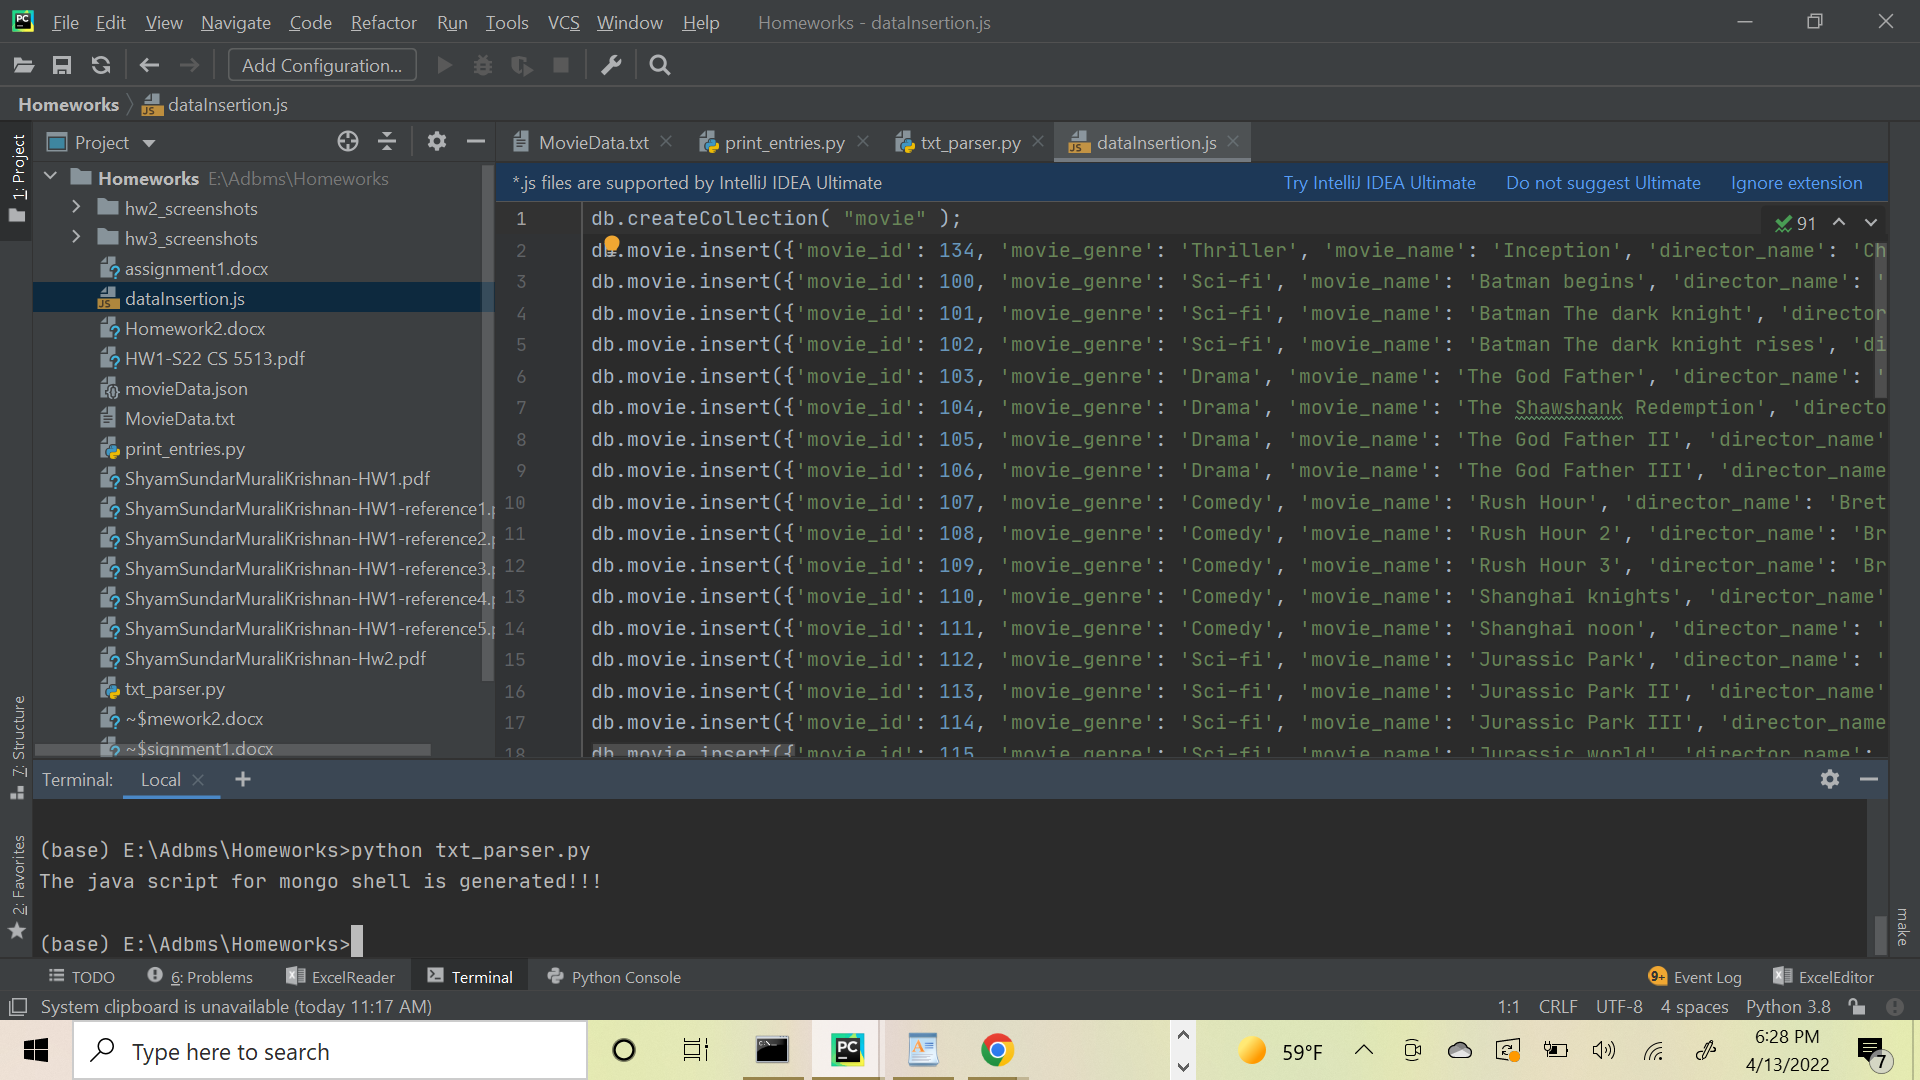 PC File Edit View Navigate Code Refactor Run Tools VCS Window Help Homeworks - dataInsertion.js
Add Configuration...
Homeworks dataInsertion.js
1: Project
Project
MovieData.txt print_entries.py txt_parser.py dataInsertion.js
*.js files are supported by IntelliJ IDEA Ultimate Try IntelliJ IDEA Ultimate Do not suggest Ultimate Ignore extension
Homeworks E:\Adbms\Homeworks
hw2_screenshots
hw3_screenshots
assignment1.docx
dataInsertion.js
Homework2.docx
HW1-S22 CS 5513.pdf
movieData.json
MovieData.txt
print_entries.py
ShyamSundarMuraliKrishnan-HW1.pdf
ShyamSundarMuraliKrishnan-HW1-reference1.
ShyamSundarMuraliKrishnan-HW1-reference2.
ShyamSundarMuraliKrishnan-HW1-reference3.
ShyamSundarMuraliKrishnan-HW1-reference4.
ShyamSundarMuraliKrishnan-HW1-reference5.
ShyamSundarMuraliKrishnan-Hw2.pdf
txt_parser.py
~$mework2.docx
~$signment1.docx
91
1 db.createCollection( "movie" );
2 db.movie.insert({'movie_id': 134, 'movie_genre': 'Thriller', 'movie_name': 'Inception', 'director_name': 'Ch
3 db.movie.insert({'movie_id': 100, 'movie_genre': 'Sci-fi', 'movie_name': 'Batman begins', 'director_name': '
4 db.movie.insert({'movie_id': 101, 'movie_genre': 'Sci-fi', 'movie_name': 'Batman The dark knight', 'director
5 db.movie.insert({'movie_id': 102, 'movie_genre': 'Sci-fi', 'movie_name': 'Batman The dark knight rises', 'di
6 db.movie.insert({'movie_id': 103, 'movie_genre': 'Drama', 'movie_name': 'The God Father', 'director_name': '
7 db.movie.insert({'movie_id': 104, 'movie_genre': 'Drama', 'movie_name': 'The Shawshank Redemption', 'directo
8 db.movie.insert({'movie_id': 105, 'movie_genre': 'Drama', 'movie_name': 'The God Father II', 'director_name'
9 db.movie.insert({'movie_id': 106, 'movie_genre': 'Drama', 'movie_name': 'The God Father III', 'director_name
10 db.movie.insert({'movie_id': 107, 'movie_genre': 'Comedy', 'movie_name': 'Rush Hour', 'director_name': 'Bret
11 db.movie.insert({'movie_id': 108, 'movie_genre': 'Comedy', 'movie_name': 'Rush Hour 2', 'director_name': 'Br
12 db.movie.insert({'movie_id': 109, 'movie_genre': 'Comedy', 'movie_name': 'Rush Hour 3', 'director_name': 'Br
13 db.movie.insert({'movie_id': 110, 'movie_genre': 'Comedy', 'movie_name': 'Shanghai knights', 'director_name'
14 db.movie.insert({'movie_id': 111, 'movie_genre': 'Comedy', 'movie_name': 'Shanghai noon', 'director_name': '
15 db.movie.insert({'movie_id': 112, 'movie_genre': 'Sci-fi', 'movie_name': 'Jurassic Park', 'director_name': '
16 db.movie.insert({'movie_id': 113, 'movie_genre': 'Sci-fi', 'movie_name': 'Jurassic Park II', 'director_name'
17 db.movie.insert({'movie_id': 114, 'movie_genre': 'Sci-fi', 'movie_name': 'Jurassic Park III', 'director_name
18 db.movie.insert({'movie_id': 115, 'movie_genre': 'Sci-fi', 'movie_name': 'Jurassic world', 'director_name':
7: Structure
2: Favorites
make
Terminal: Local
(base) E:\Adbms\Homeworks>python txt_parser.py
The java script for mongo shell is generated!!!
(base) E:\Adbms\Homeworks>
TODO 6: Problems ExcelReader Terminal Python Console 9+ Event Log ExcelEditor
System clipboard is unavailable (today 11:17 AM) 1:1 CRLF UTF-8 4 spaces Python 3.8
Type here to search PC 59°F 6:28 PM
4/13/2022 7